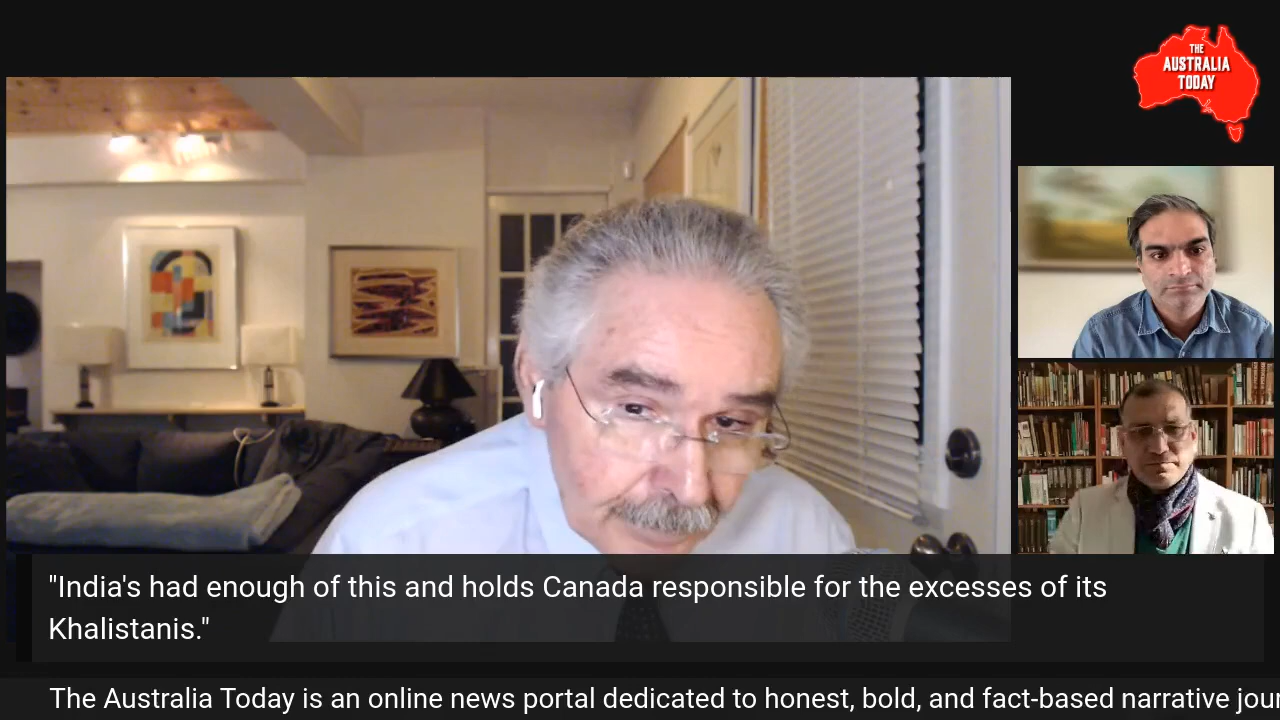 THE
AUSTRALIA
TODAY
"India's had enough of this and holds Canada responsible for the excesses of its
Khalistanis."
The Australia Today is an online news portal dedicated to honest, bold, and fact-based narrative jour